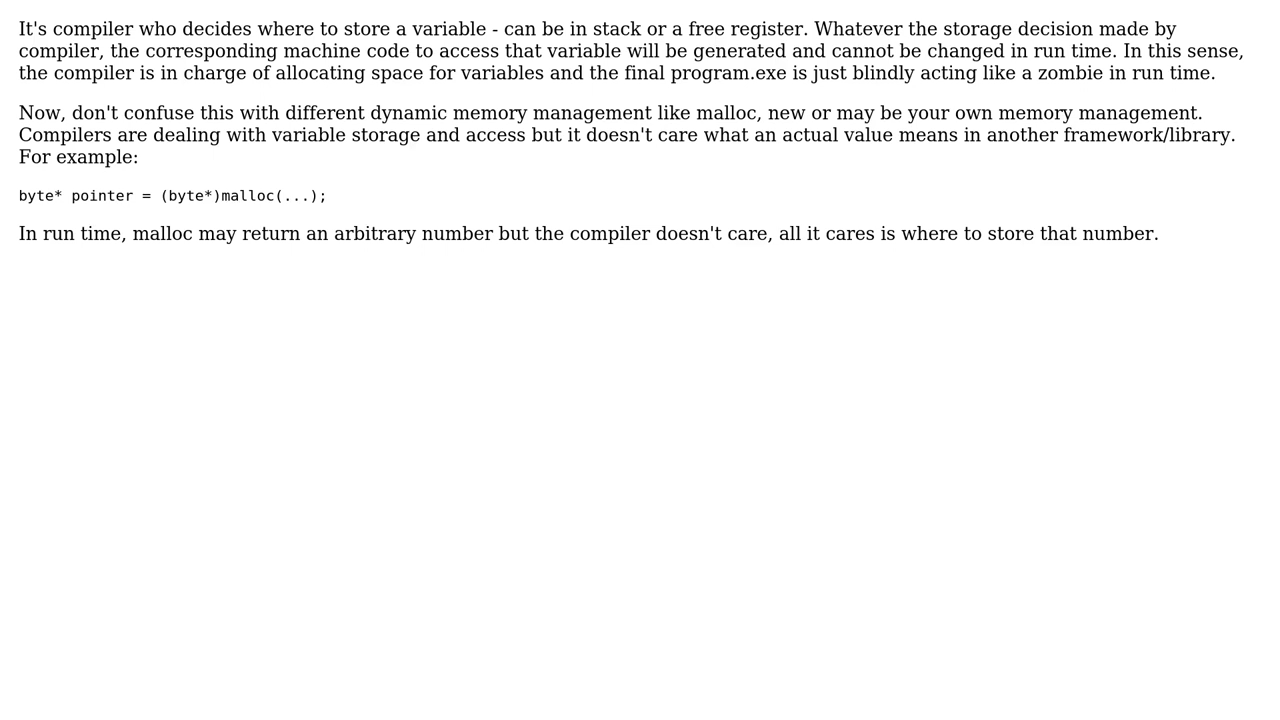 It's compiler who decides where to store a variable - can be in stack or a free register. Whatever the storage decision made by
compiler, the corresponding machine code to access that variable will be generated and cannot be changed in run time. In this sense,
the compiler is in charge of allocating space for variables and the final program.exe is just blindly acting like a zombie in run time.
Now, don't confuse this with different dynamic memory management like malloc, new or may be your own memory management.
Compilers are dealing with variable storage and access but it doesn't care what an actual value means in another framework/library.
For example:
byte* pointer = (byte*)malloc(...);
In run time, malloc may return an arbitrary number but the compiler doesn't care, all it cares is where to store that number.